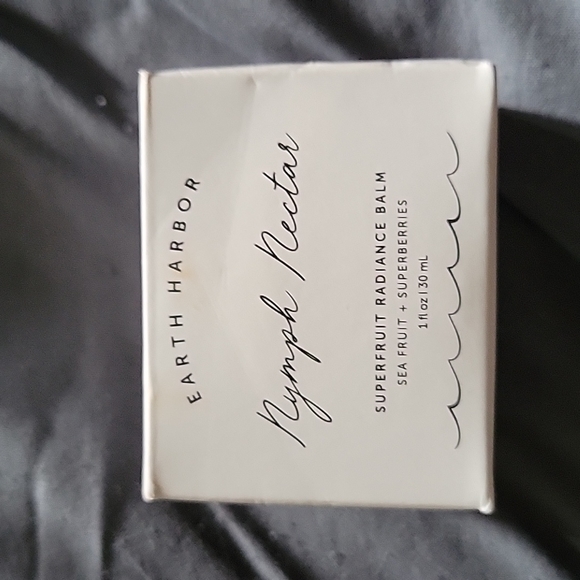 EARTH HARBOR
Nymph Nectar
SUPERFRUIT RADIANCE BALM
SEA FRUIT + SUPERBERRIES
1 fl oz | 30 mL